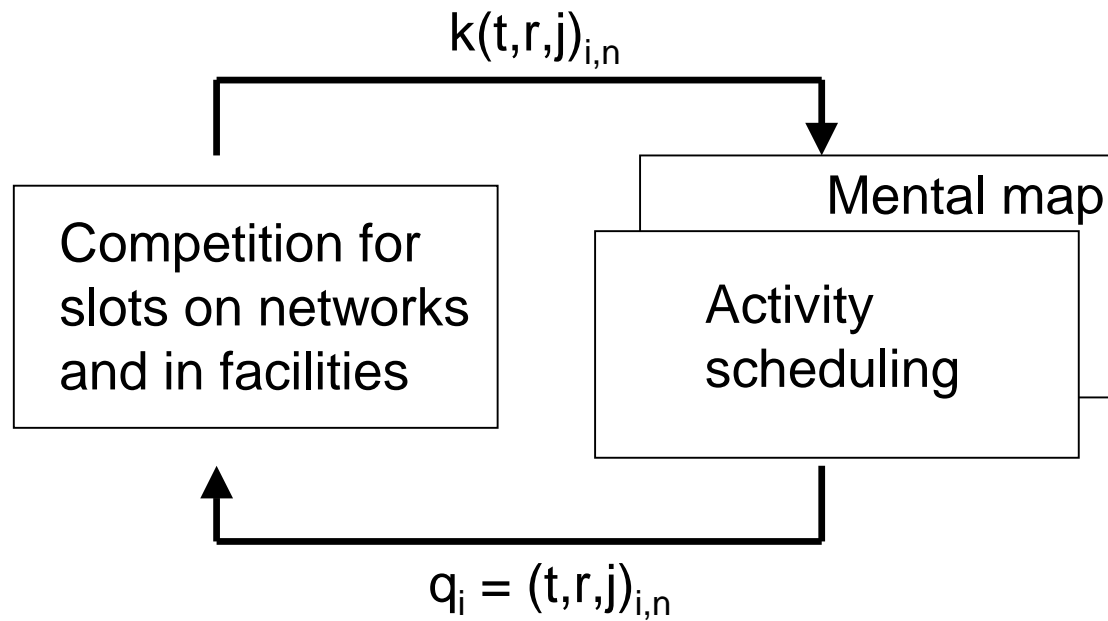 k(t,r,j)i,n
Competition for
slots on networks
and in facilities
Mental map
Activity
scheduling
qi = (t,r,j)i,n